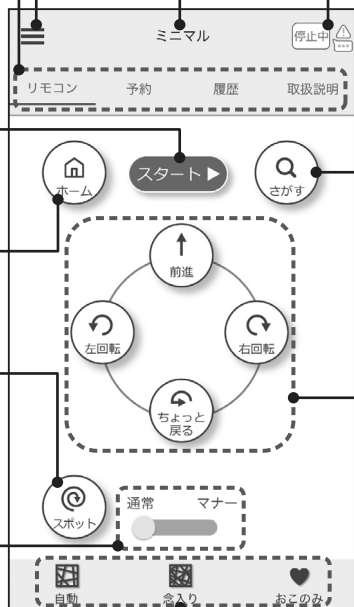 ミニマル
停止中
リモコン 予約 履歴 取扱説明
ホーム
スタート
さがす
前進
左回転
右回転
ちょっと
戻る
スポット
通常 マナー
自動 念入り おこのみ